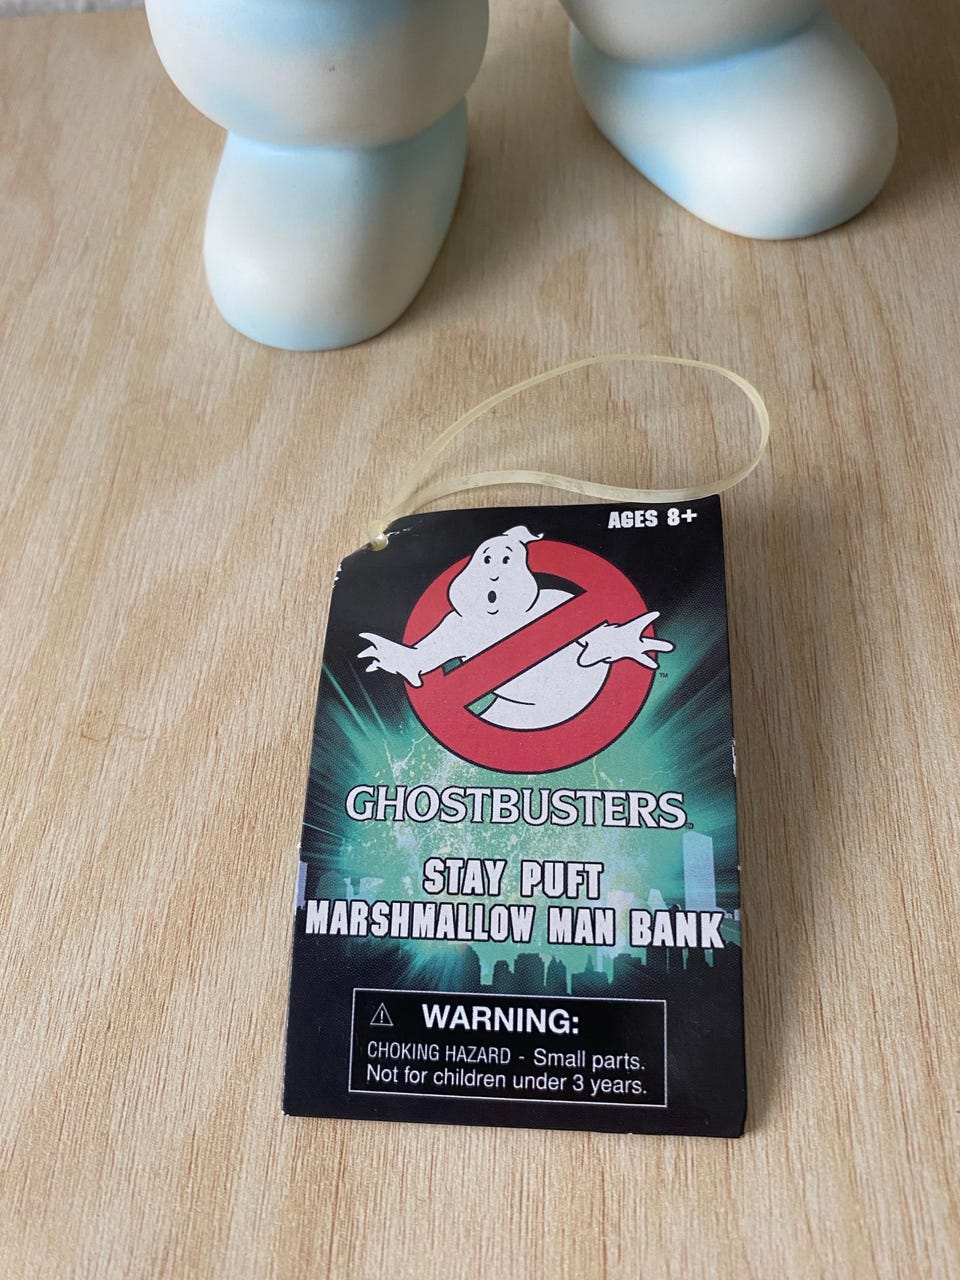 AGES 8+
TM
GHOSTBUSTERS
STAY PUFT
MARSHMALLOW MAN BANK
WARNING:
CHOKING HAZARD - Small parts.
Not for children under 3 years.